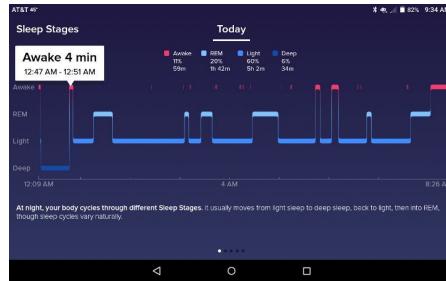 AT&T 46° 82% 9:34 AM
Sleep Stages Today
Awake 4 min
12:47 AM - 12:51 AM
Awake REM Light Deep
11% 20% 60% 6%
59m 1h 42m 5h 2m 34m
Awake
REM
Light
Deep
12:09 AM 4 AM 8:26 A
At night, your body cycles through different Sleep Stages. It usually moves from light sleep to deep sleep, back to light, then into REM,
though sleep cycles vary naturally.